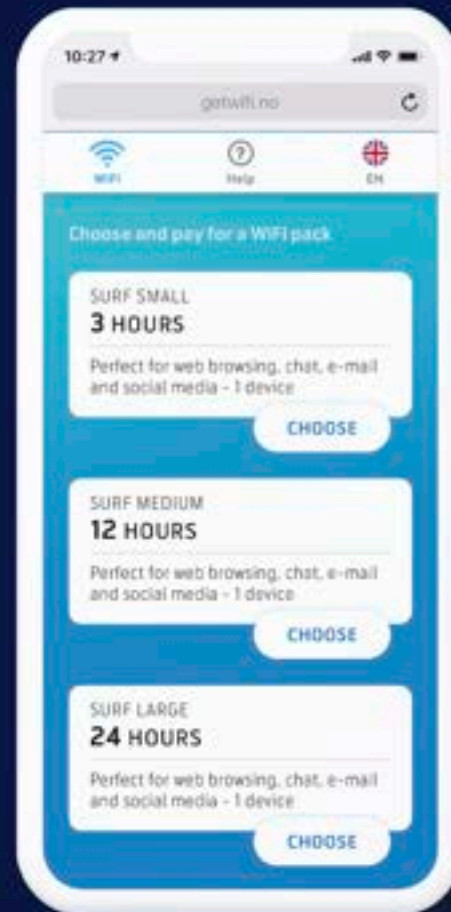 10:27
getwifi.no
WiFi
Help
EN
Choose and pay for a WiFi pack
SURF SMALL
3 HOURS
Perfect for web browsing, chat, e-mail
and social media - 1 device
CHOOSE
SURF MEDIUM
12 HOURS
Perfect for web browsing, chat, e-mail
and social media - 1 device
CHOOSE
SURF LARGE
24 HOURS
Perfect for web browsing, chat, e-mail
and social media - 1 device
CHOOSE